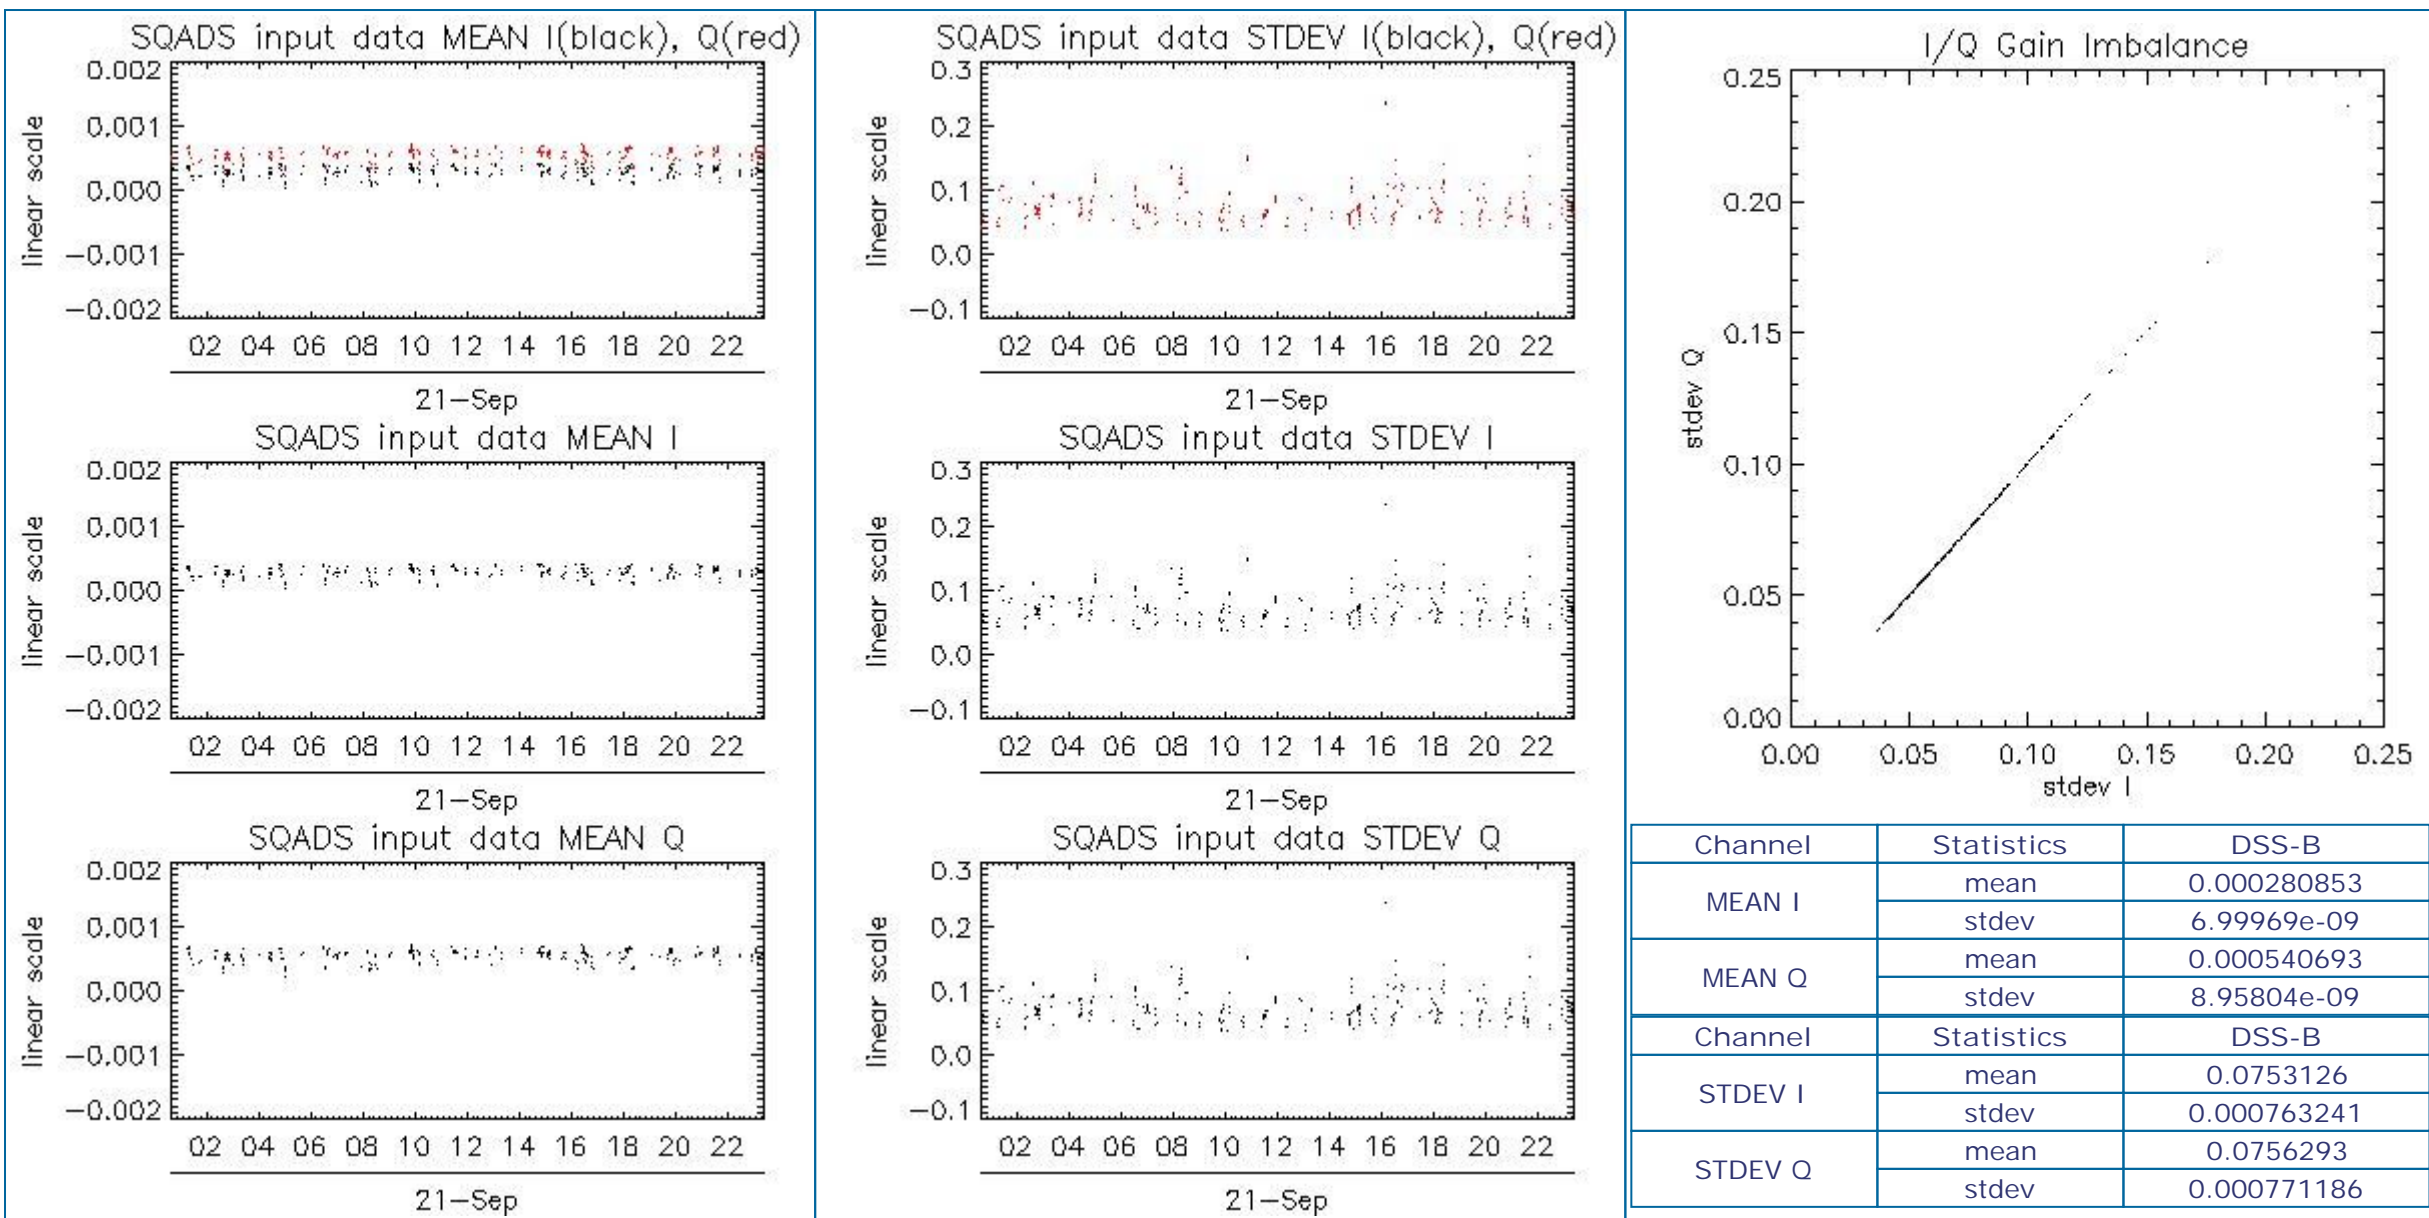 SQADS input data MEAN I(black), Q(red)
linear scale
0.002
0.001
0.000
−0.001
−0.002
02 04 06 08 10 12 14 16 18 20 22
21−Sep
SQADS input data MEAN I
linear scale
0.002
0.001
0.000
−0.001
−0.002
02 04 06 08 10 12 14 16 18 20 22
21−Sep
SQADS input data MEAN Q
linear scale
0.002
0.001
0.000
−0.001
−0.002
02 04 06 08 10 12 14 16 18 20 22
21−Sep
SQADS input data STDEV I(black), Q(red)
linear scale
0.3
0.2
0.1
0.0
−0.1
02 04 06 08 10 12 14 16 18 20 22
21−Sep
SQADS input data STDEV I
linear scale
0.3
0.2
0.1
0.0
−0.1
02 04 06 08 10 12 14 16 18 20 22
21−Sep
SQADS input data STDEV Q
linear scale
0.3
0.2
0.1
0.0
−0.1
02 04 06 08 10 12 14 16 18 20 22
21−Sep
I/Q Gain Imbalance
stdev Q
0.25
0.20
0.15
0.10
0.05
0.00
0.00 0.05 0.10 0.15 0.20 0.25
stdev I
Channel Statistics DSS-B
MEAN I mean 0.000280853
stdev 6.99969e-09
MEAN Q mean 0.000540693
stdev 8.95804e-09
Channel Statistics DSS-B
STDEV I mean 0.0753126
stdev 0.000763241
STDEV Q mean 0.0756293
stdev 0.000771186